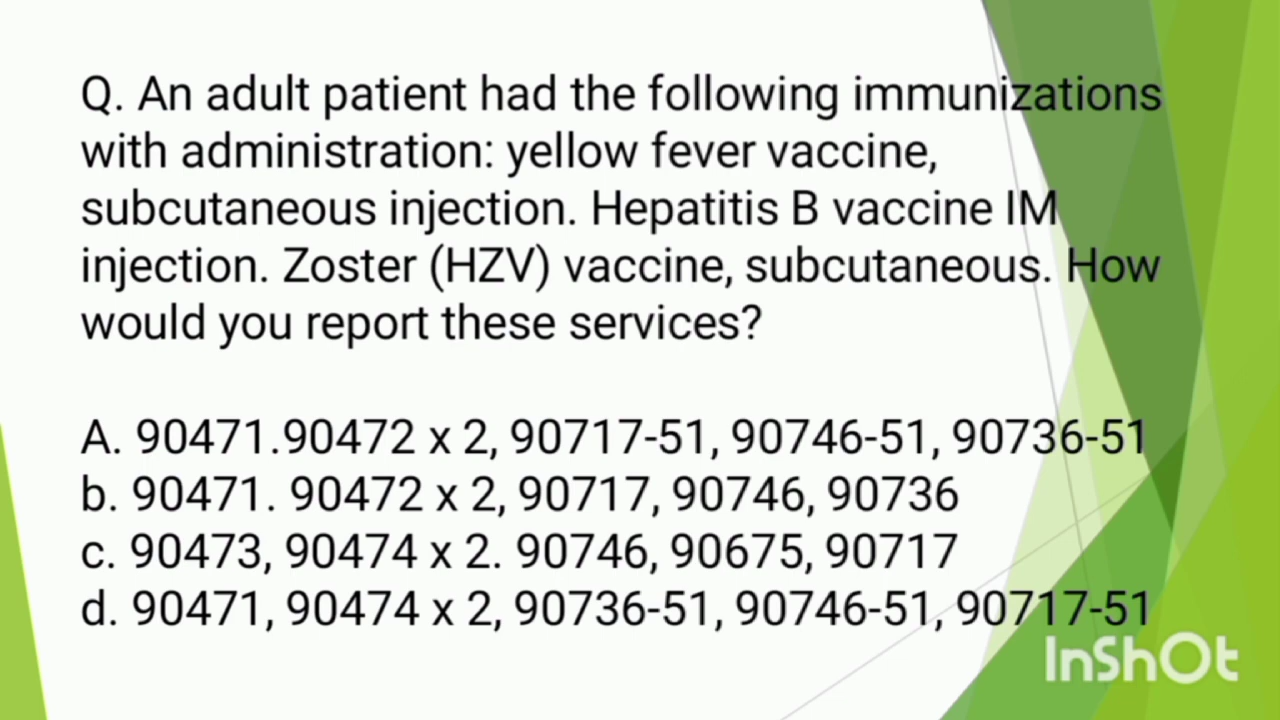 Q. An adult patient had the following immunizations
with administration: yellow fever vaccine,
subcutaneous injection. Hepatitis B vaccine IM
injection. Zoster (HZV) vaccine, subcutaneous. How
would you report these services?
A. 90471.90472 x 2, 90717-51, 90746-51, 90736-51
b. 90471. 90472 x 2, 90717, 90746, 90736
c. 90473, 90474 x 2. 90746, 90675, 90717
d. 90471, 90474 x 2, 90736-51, 90746-51, 90717-51
InShOt